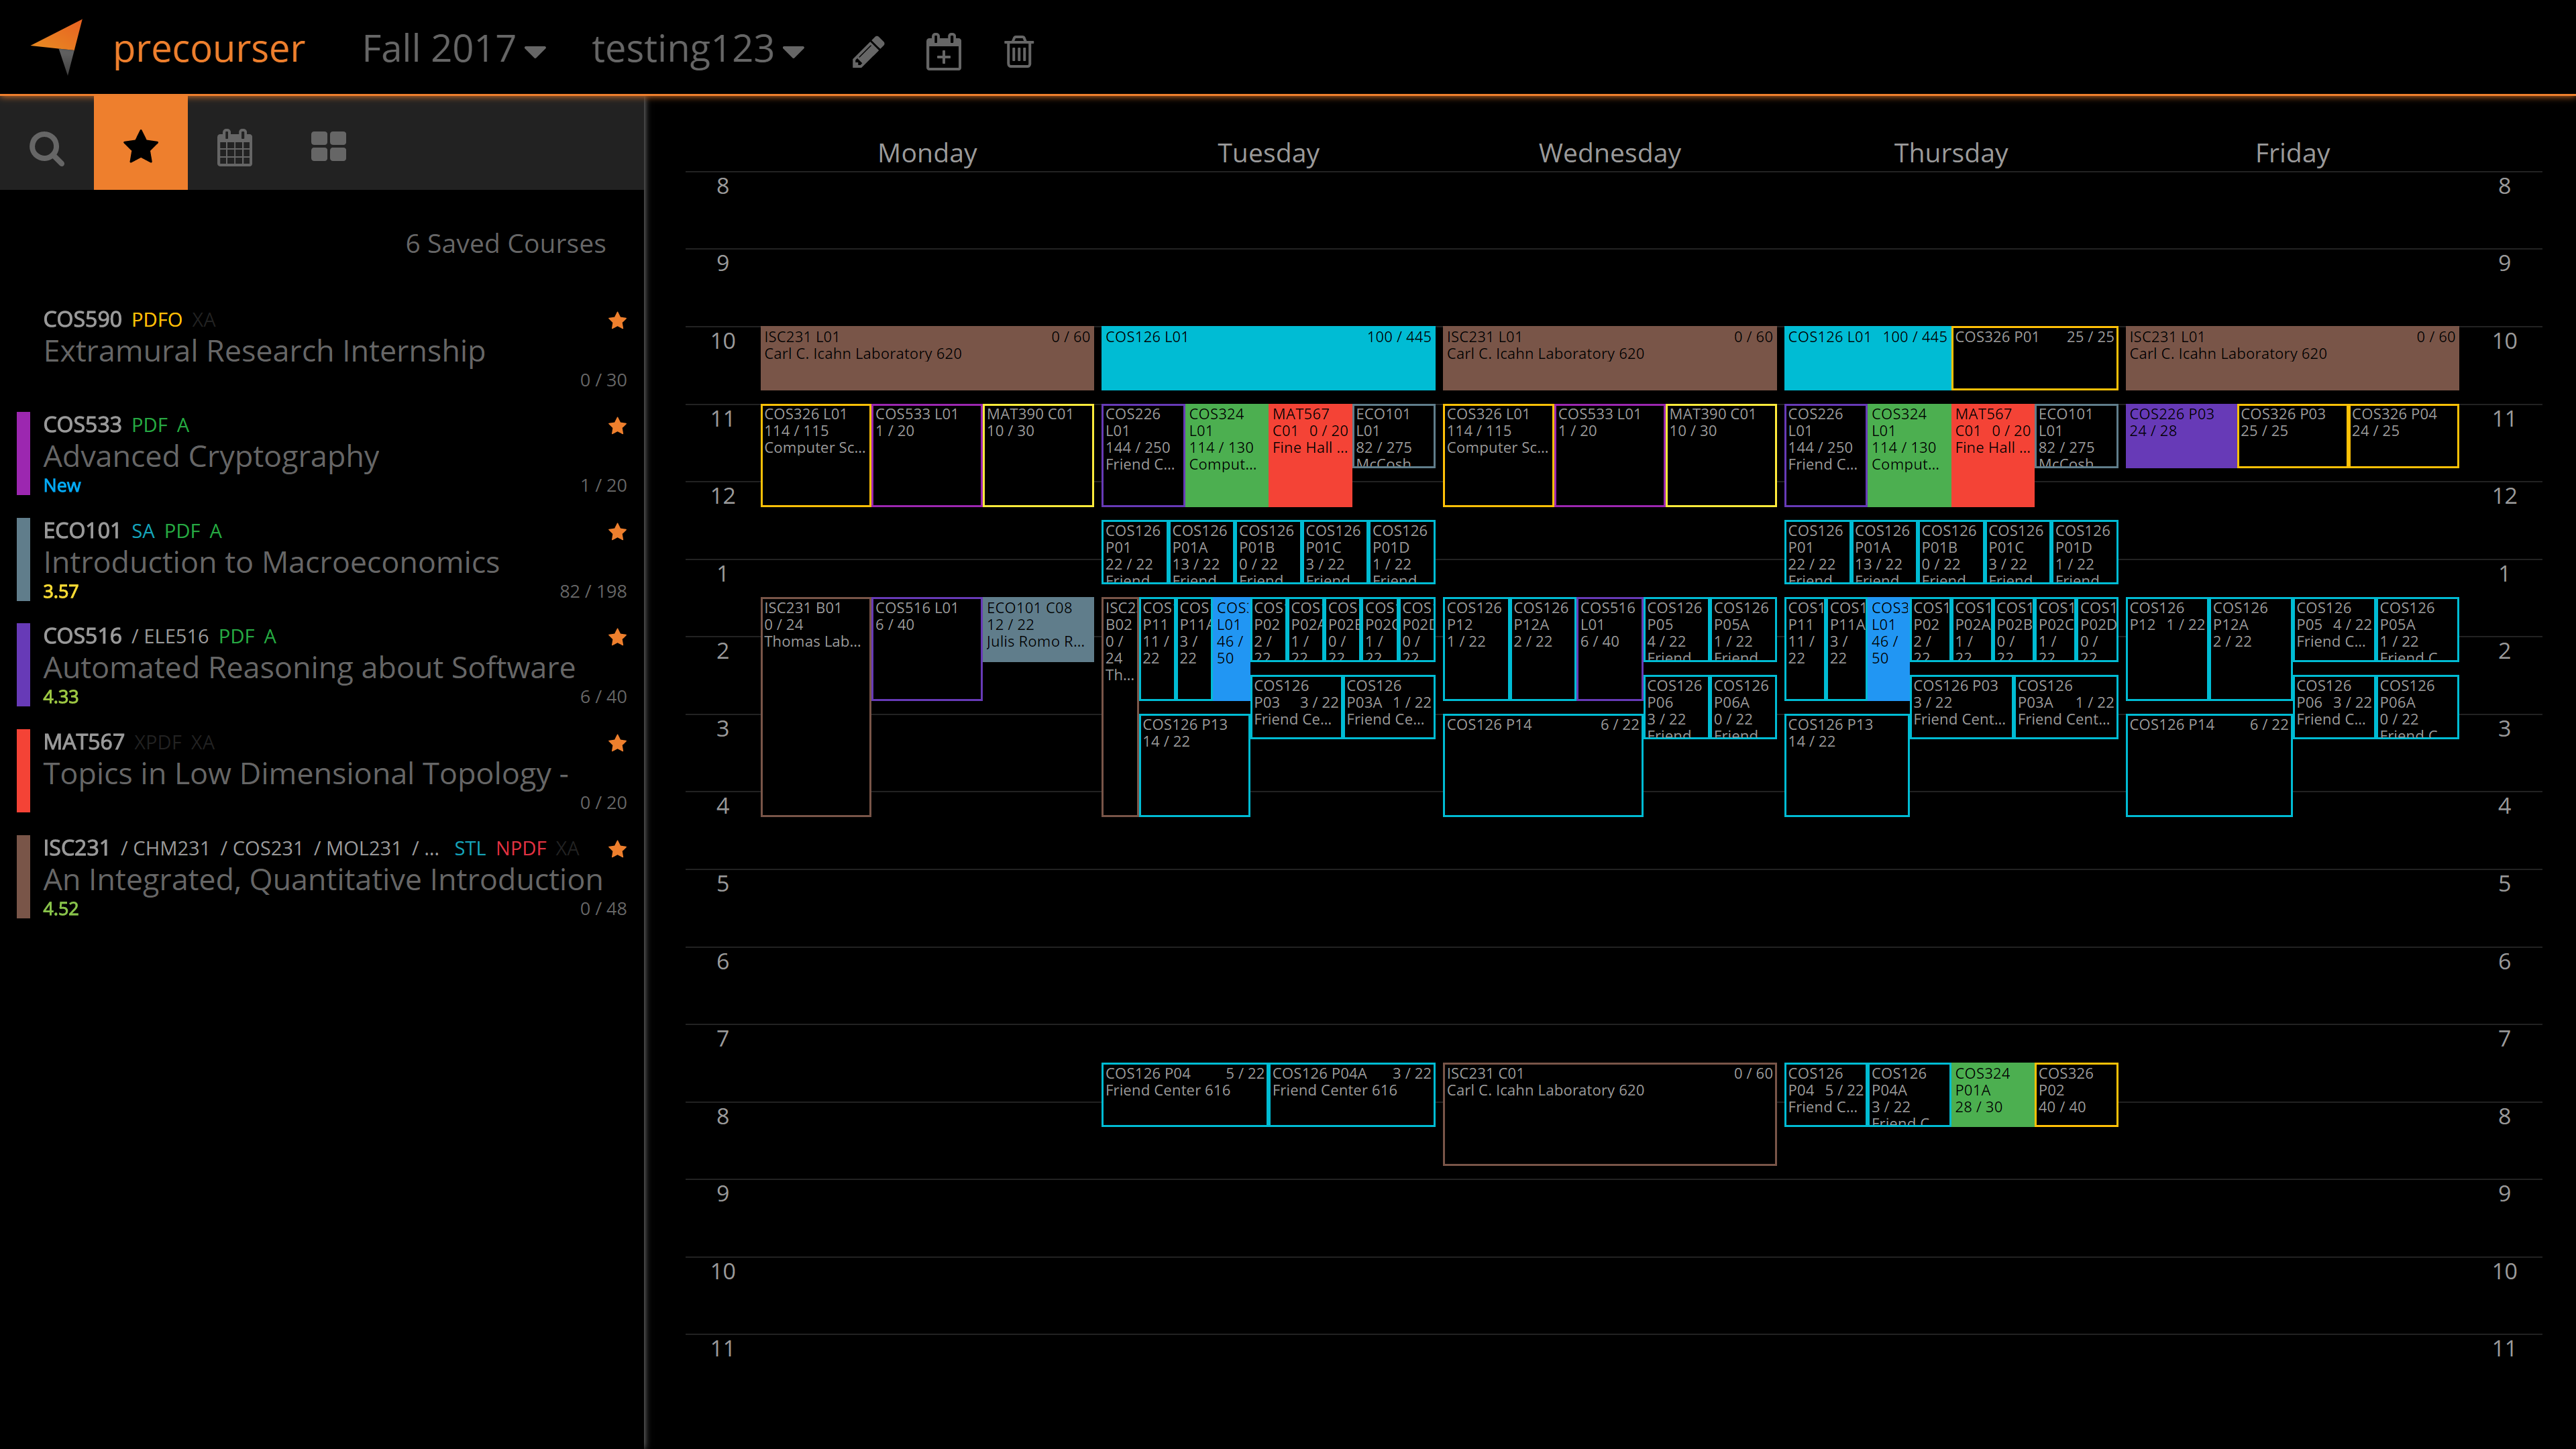 precourser
Fall 2017
testing123
6 Saved Courses
COS590 PDFO XA
Extramural Research Internship
0 / 30
COS533 PDF A
Advanced Cryptography
New 1 / 20
ECO101 SA PDF A
Introduction to Macroeconomics
3.57 82 / 198
COS516 / ELE516 PDF A
Automated Reasoning about Software
4.33 6 / 40
MAT567 XPDF XA
Topics in Low Dimensional Topology -
0 / 20
ISC231 / CHM231 / COS231 / MOL231 / ... STL NPDF XA
An Integrated, Quantitative Introduction
4.52 0 / 48
Monday Tuesday Wednesday Thursday Friday
8 8
9 9
10 10
ISC231 L01 0 / 60
Carl C. Icahn Laboratory 620
COS126 L01 100 / 445
ISC231 L01 0 / 60
Carl C. Icahn Laboratory 620
COS126 L01 100 / 445
COS326 P01 25 / 25
ISC231 L01 0 / 60
Carl C. Icahn Laboratory 620
11 11
COS326 L01
114 / 115
Computer Sc...
COS533 L01
1 / 20
MAT390 C01
10 / 30
COS226
L01
144 / 250
Friend C...
COS324
L01
114 / 130
Comput...
MAT567
C01 0 / 20
Fine Hall ...
ECO101
L01
82 / 275
McCosh
COS326 L01
114 / 115
Computer Sc...
COS533 L01
1 / 20
MAT390 C01
10 / 30
COS226
L01
144 / 250
Friend C...
COS324
L01
114 / 130
Comput...
MAT567
C01 0 / 20
Fine Hall ...
ECO101
L01
82 / 275
McCosh
COS226 P03
24 / 28
COS326 P03
25 / 25
COS326 P04
24 / 25
12 12
COS126
P01
22 / 22
Friend
COS126
P01A
13 / 22
Friend
COS126
P01B
0 / 22
Friend
COS126
P01C
3 / 22
Friend
COS126
P01D
1 / 22
Friend
COS126
P01
22 / 22
Friend
COS126
P01A
13 / 22
Friend
COS126
P01B
0 / 22
Friend
COS126
P01C
3 / 22
Friend
COS126
P01D
1 / 22
Friend
1 1
ISC231 B01
0 / 24
Thomas Lab...
COS516 L01
6 / 40
ECO101 C08
12 / 22
Julis Romo R...
ISC2
B02
0 /
24
Th...
COS
P11
11 /
22
COS
P11A
3 /
22
COS
L01
46 /
50
COS
P02
2 /
22
COS
P02A
1 /
22
COS
P02B
0 /
22
COS
P02C
1 /
22
COS
P02D
0 /
22
COS126
P12
1 / 22
COS126
P12A
2 / 22
COS516
L01
6 / 40
COS126
P05
4 / 22
Friend
COS126
P05A
1 / 22
Friend
COS1
P11
11 /
22
COS1
P11A
3 /
22
COS3
L01
46 /
50
COS1
P02
2 /
22
COS1
P02A
1 /
22
COS1
P02B
0 /
22
COS1
P02C
1 /
22
COS1
P02D
0 /
22
COS126
P12 1 / 22
COS126
P12A
2 / 22
COS126
P05 4 / 22
Friend C...
COS126
P05A
1 / 22
Friend C
2 2
COS126
P03 3 / 22
Friend Ce...
COS126
P03A 1 / 22
Friend Ce...
COS126
P06
3 / 22
Friend
COS126
P06A
0 / 22
Friend
COS126 P03
3 / 22
Friend Cent...
COS126
P03A 1 / 22
Friend Cent...
COS126
P06 3 / 22
Friend C...
COS126
P06A
0 / 22
Friend C
3 3
COS126 P13
14 / 22
COS126 P14 6 / 22
COS126 P13
14 / 22
COS126 P14 6 / 22
4 4
5 5
6 6
7 7
COS126 P04 5 / 22
Friend Center 616
COS126 P04A 3 / 22
Friend Center 616
ISC231 C01 0 / 60
Carl C. Icahn Laboratory 620
COS126
P04 5 / 22
Friend C...
COS126
P04A
3 / 22
Friend C
COS324
P01A
28 / 30
COS326
P02
40 / 40
8 8
9 9
10 10
11 11